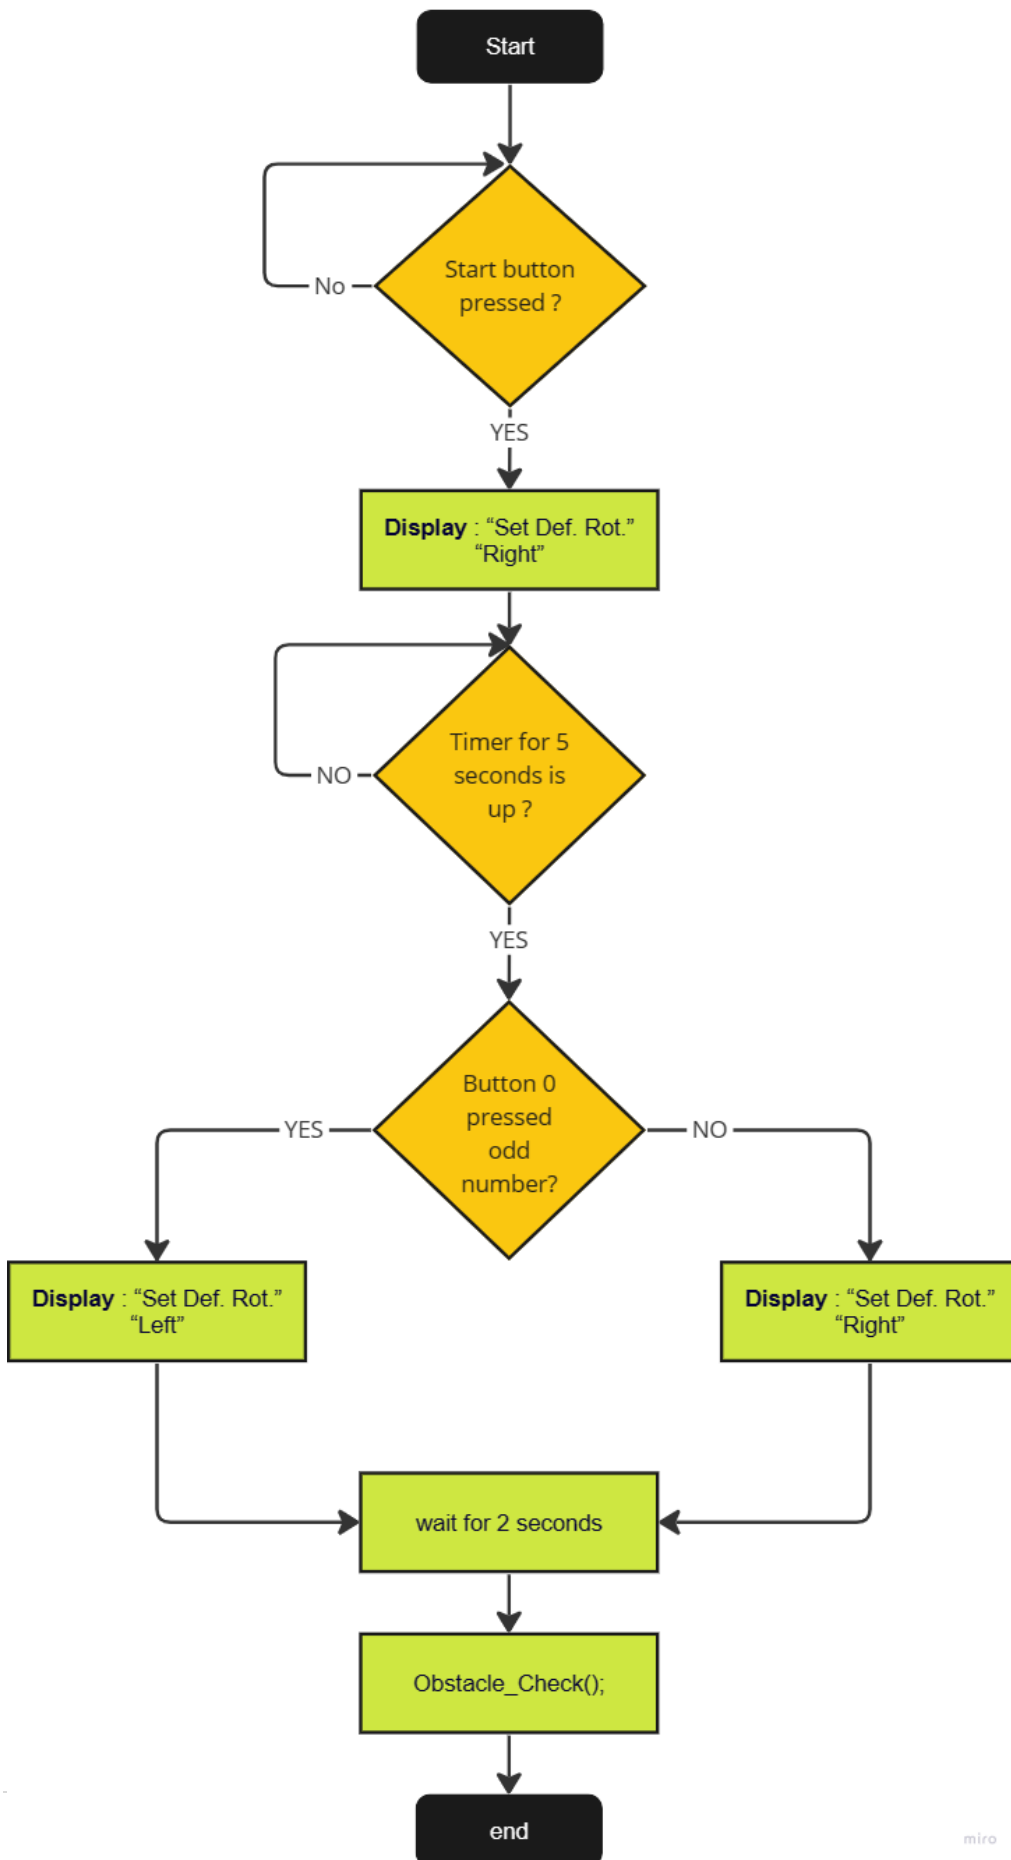 Start
Start button
pressed ?
No
YES
Display : “Set Def. Rot.”
“Right”
Timer for 5
seconds is
up ?
NO
YES
Button 0
pressed
odd
number?
YES
NO
Display : “Set Def. Rot.”
“Left”
Display : “Set Def. Rot.”
“Right”
wait for 2 seconds
Obstacle_Check();
end
miro